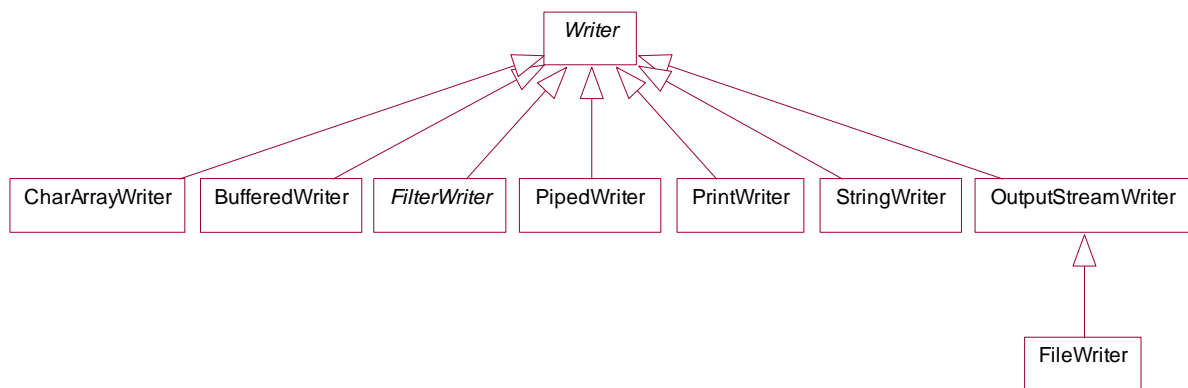 Writer
CharArrayWriter
BufferedWriter
FilterWriter
PipedWriter
PrintWriter
StringWriter
OutputStreamWriter
FileWriter